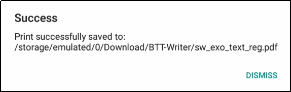 Success
Print successfully saved to:
/storage/emulated/0/Download/BTT-Writer/sw_exo_text_reg.pdf
DISMISS